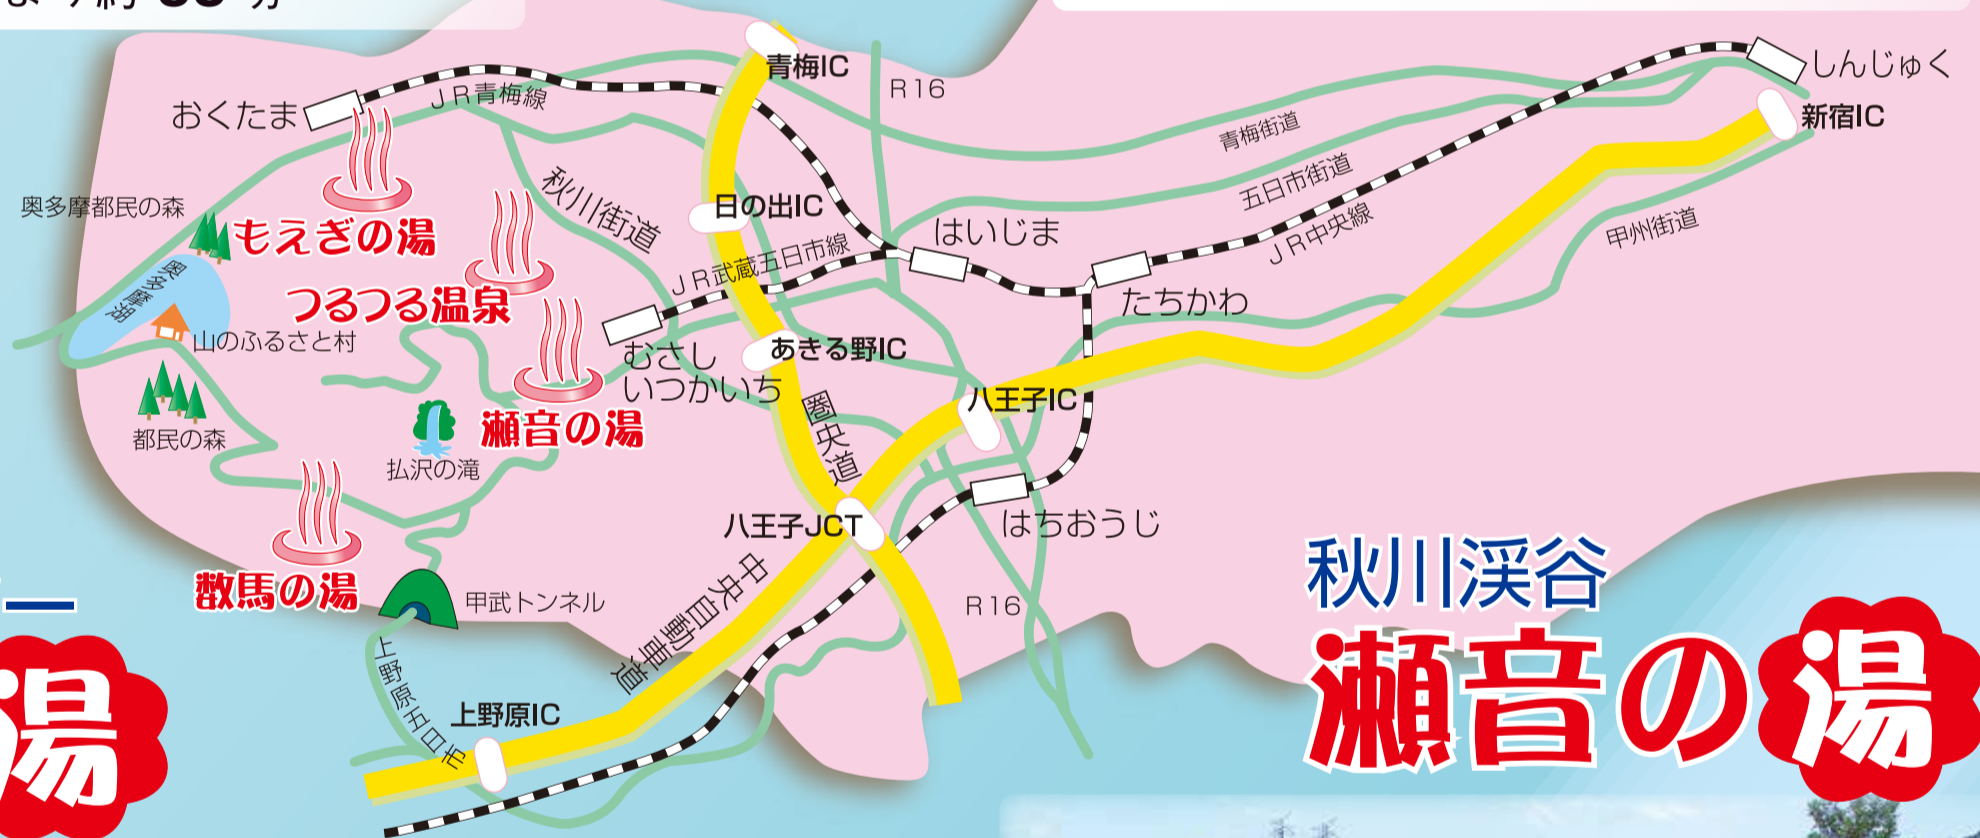 より約
分
青梅IC
しんじゅく
R16
おくたま
JR青梅線
新宿IC
青梅街道
五日市街道
秋川街道
奥多摩都民の森
日の出IC
もえぎの湯
はいじま
JR中央線
甲州街道
JR武蔵五日市線
奥多摩湖
つるつる温泉
たちかわ
山のふるさと村
むさし
いつかいち
あきる野IC
八王子IC
圏央道
瀬音の湯
都民の森
払沢の滝
八王子JCT
はちおうじ
数馬の湯
甲武トンネル
中央自動車道
R16
上野原五日市
上野原IC
秋川渓谷
瀬音の湯
湯